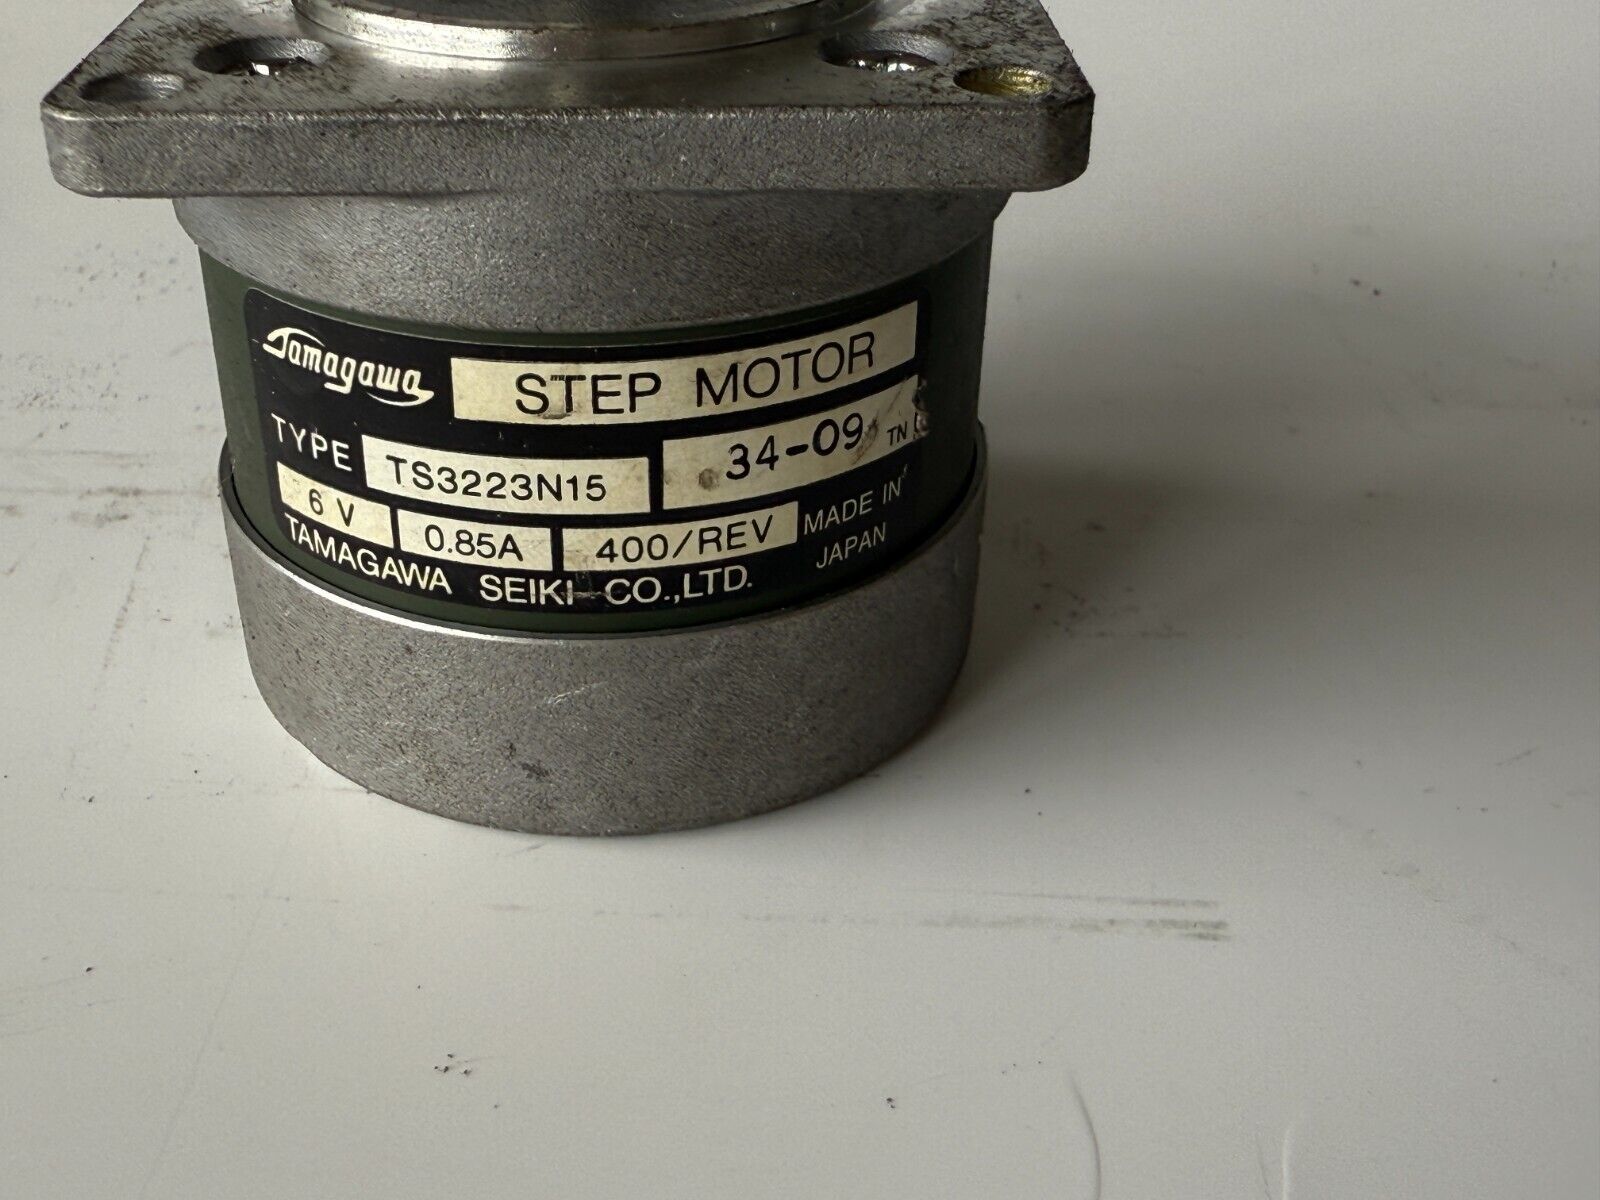 Tamagawa STEP MOTOR
TYPE TS3223N15 34-09 TN
6 V 0.85A 400/REV MADE IN JAPAN
TAMAGAWA SEIKI CO.,LTD.